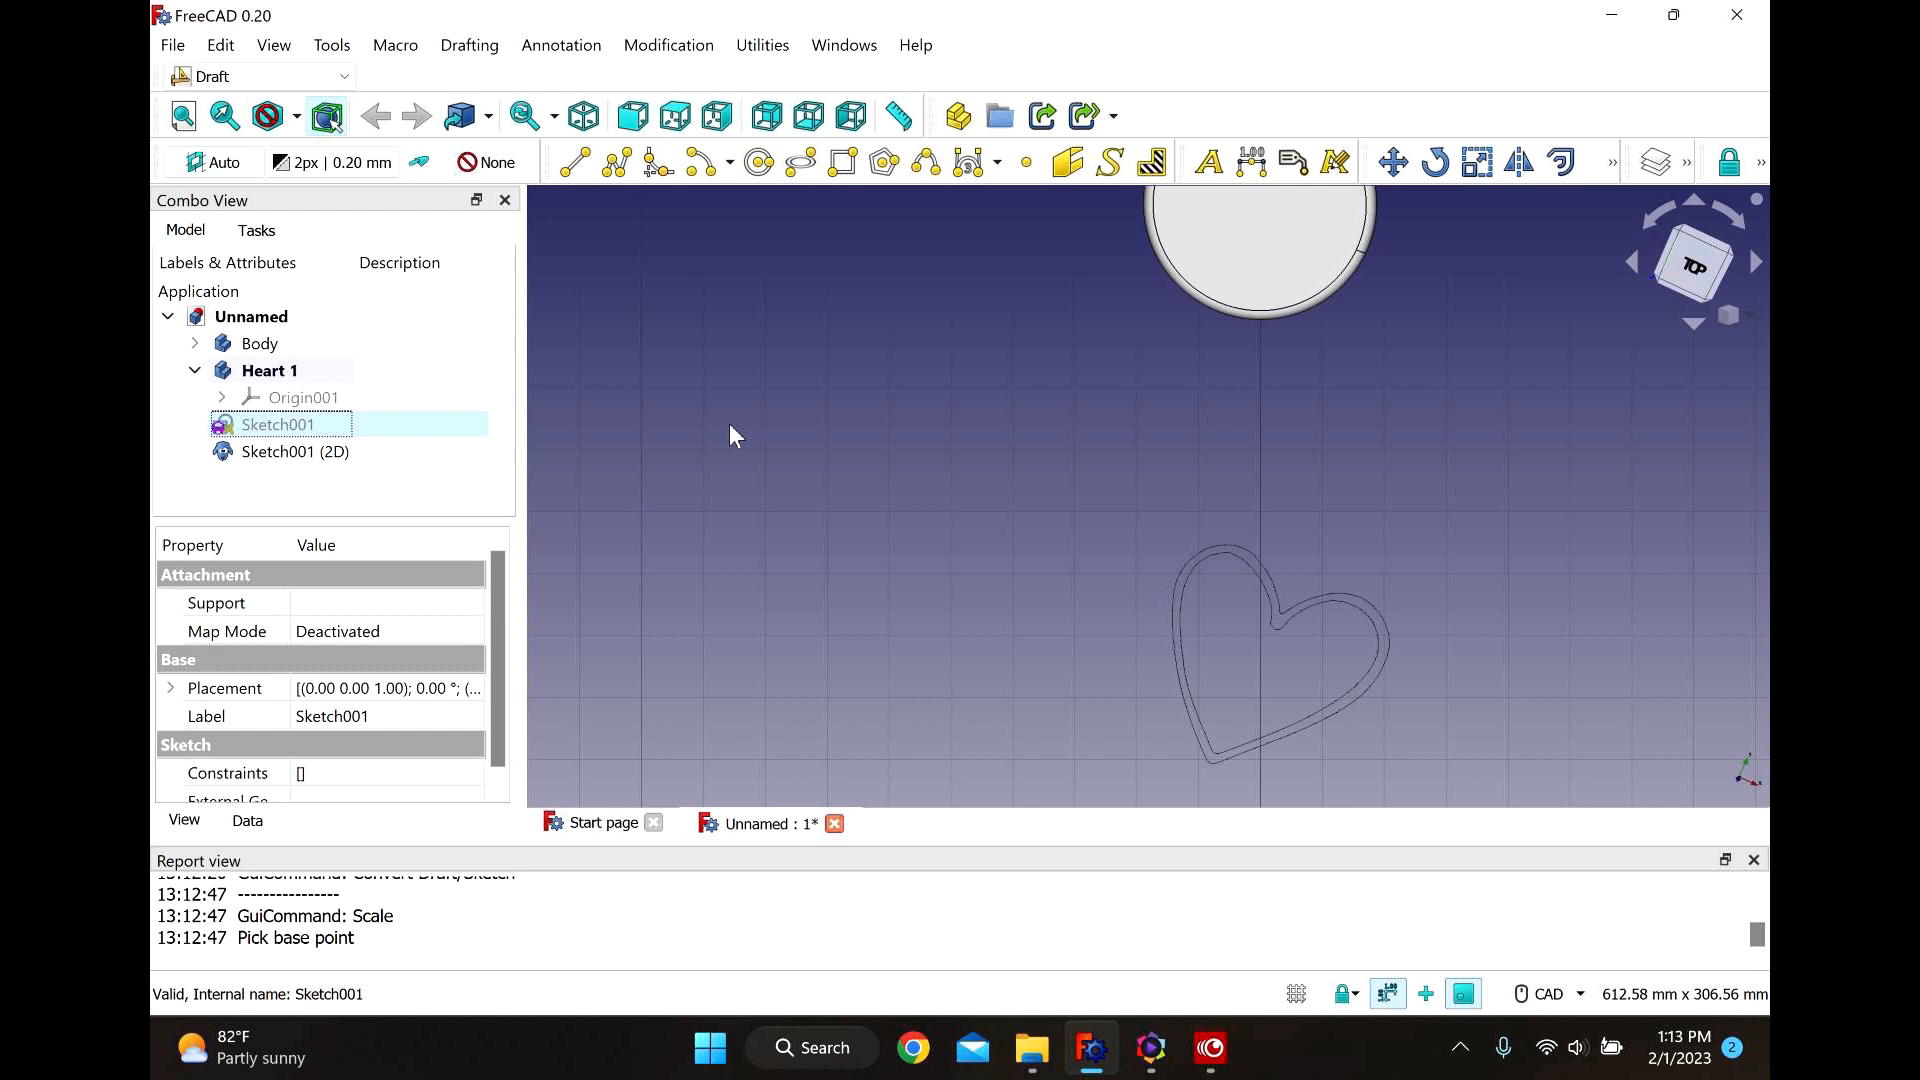 FreeCAD 0.20
File Edit View Tools Macro Drafting Annotation Modification Utilities Windows Help
Draft
Auto 2px | 0.20 mm None 1.00
Combo View
Model Tasks
Labels & Attributes Description
Application
Unnamed
Body
Heart 1
Origin001
Sketch001
Sketch001 (2D)
TOP
Property Value
Attachment
Support
Map Mode Deactivated
Base
Placement [(0.00 0.00 1.00); 0.00 °; (...
Label Sketch001
Sketch
Constraints []
View Data
Start page Unnamed : 1*
Report view
13:12:47 ----------------
13:12:47 GuiCommand: Scale
13:12:47 Pick base point
Valid, Internal name: Sketch001 CAD 612.58 mm x 306.56 mm
82°F
Partly sunny
Search
1:13 PM
2/1/2023
2